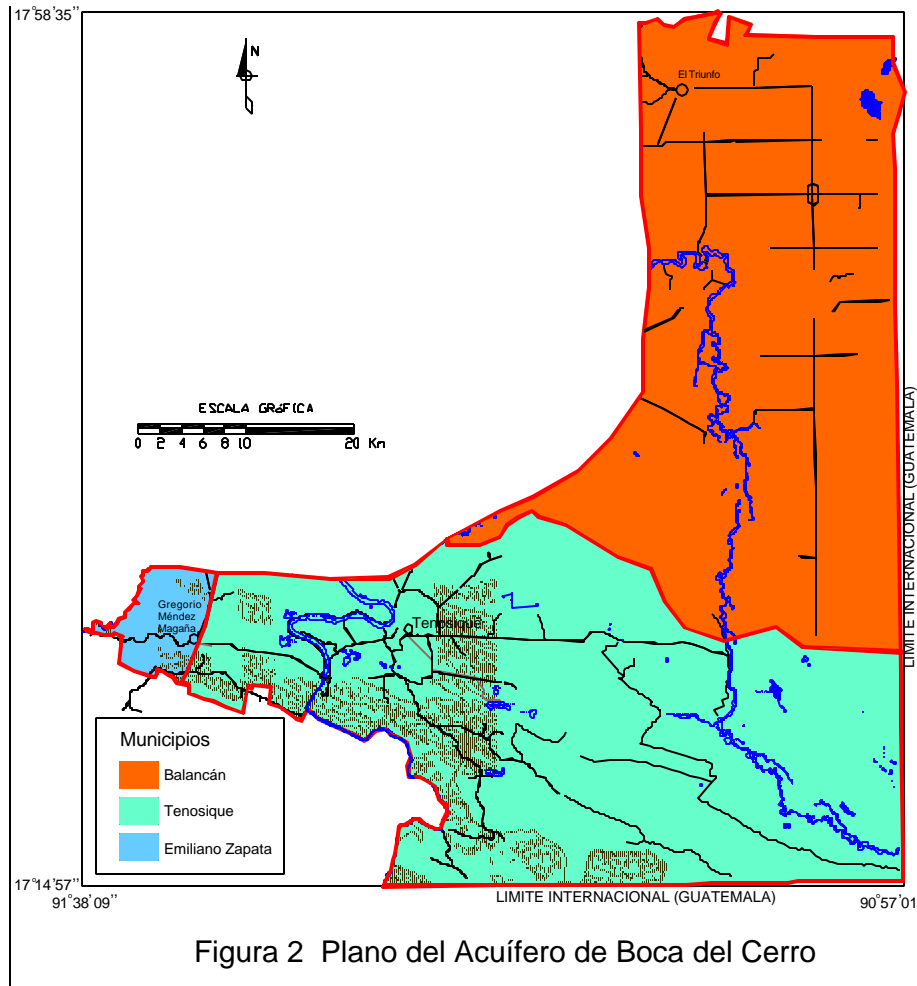 17°58'35''
N
El Triunfo
ESCALA GRáFICA
0 2 4 6 8 10 20 Km
LIMITE INTERNACIONAL (GUATEMALA)
Gregorio
Méndez
Magaña
Tenosique
Municipios
Balancán
Tenosique
Emiliano Zapata
17°14'57''
LIMITE INTERNACIONAL (GUATEMALA)
91°38'09''
90°57'01
Figura 2 Plano del Acuífero de Boca del Cerro